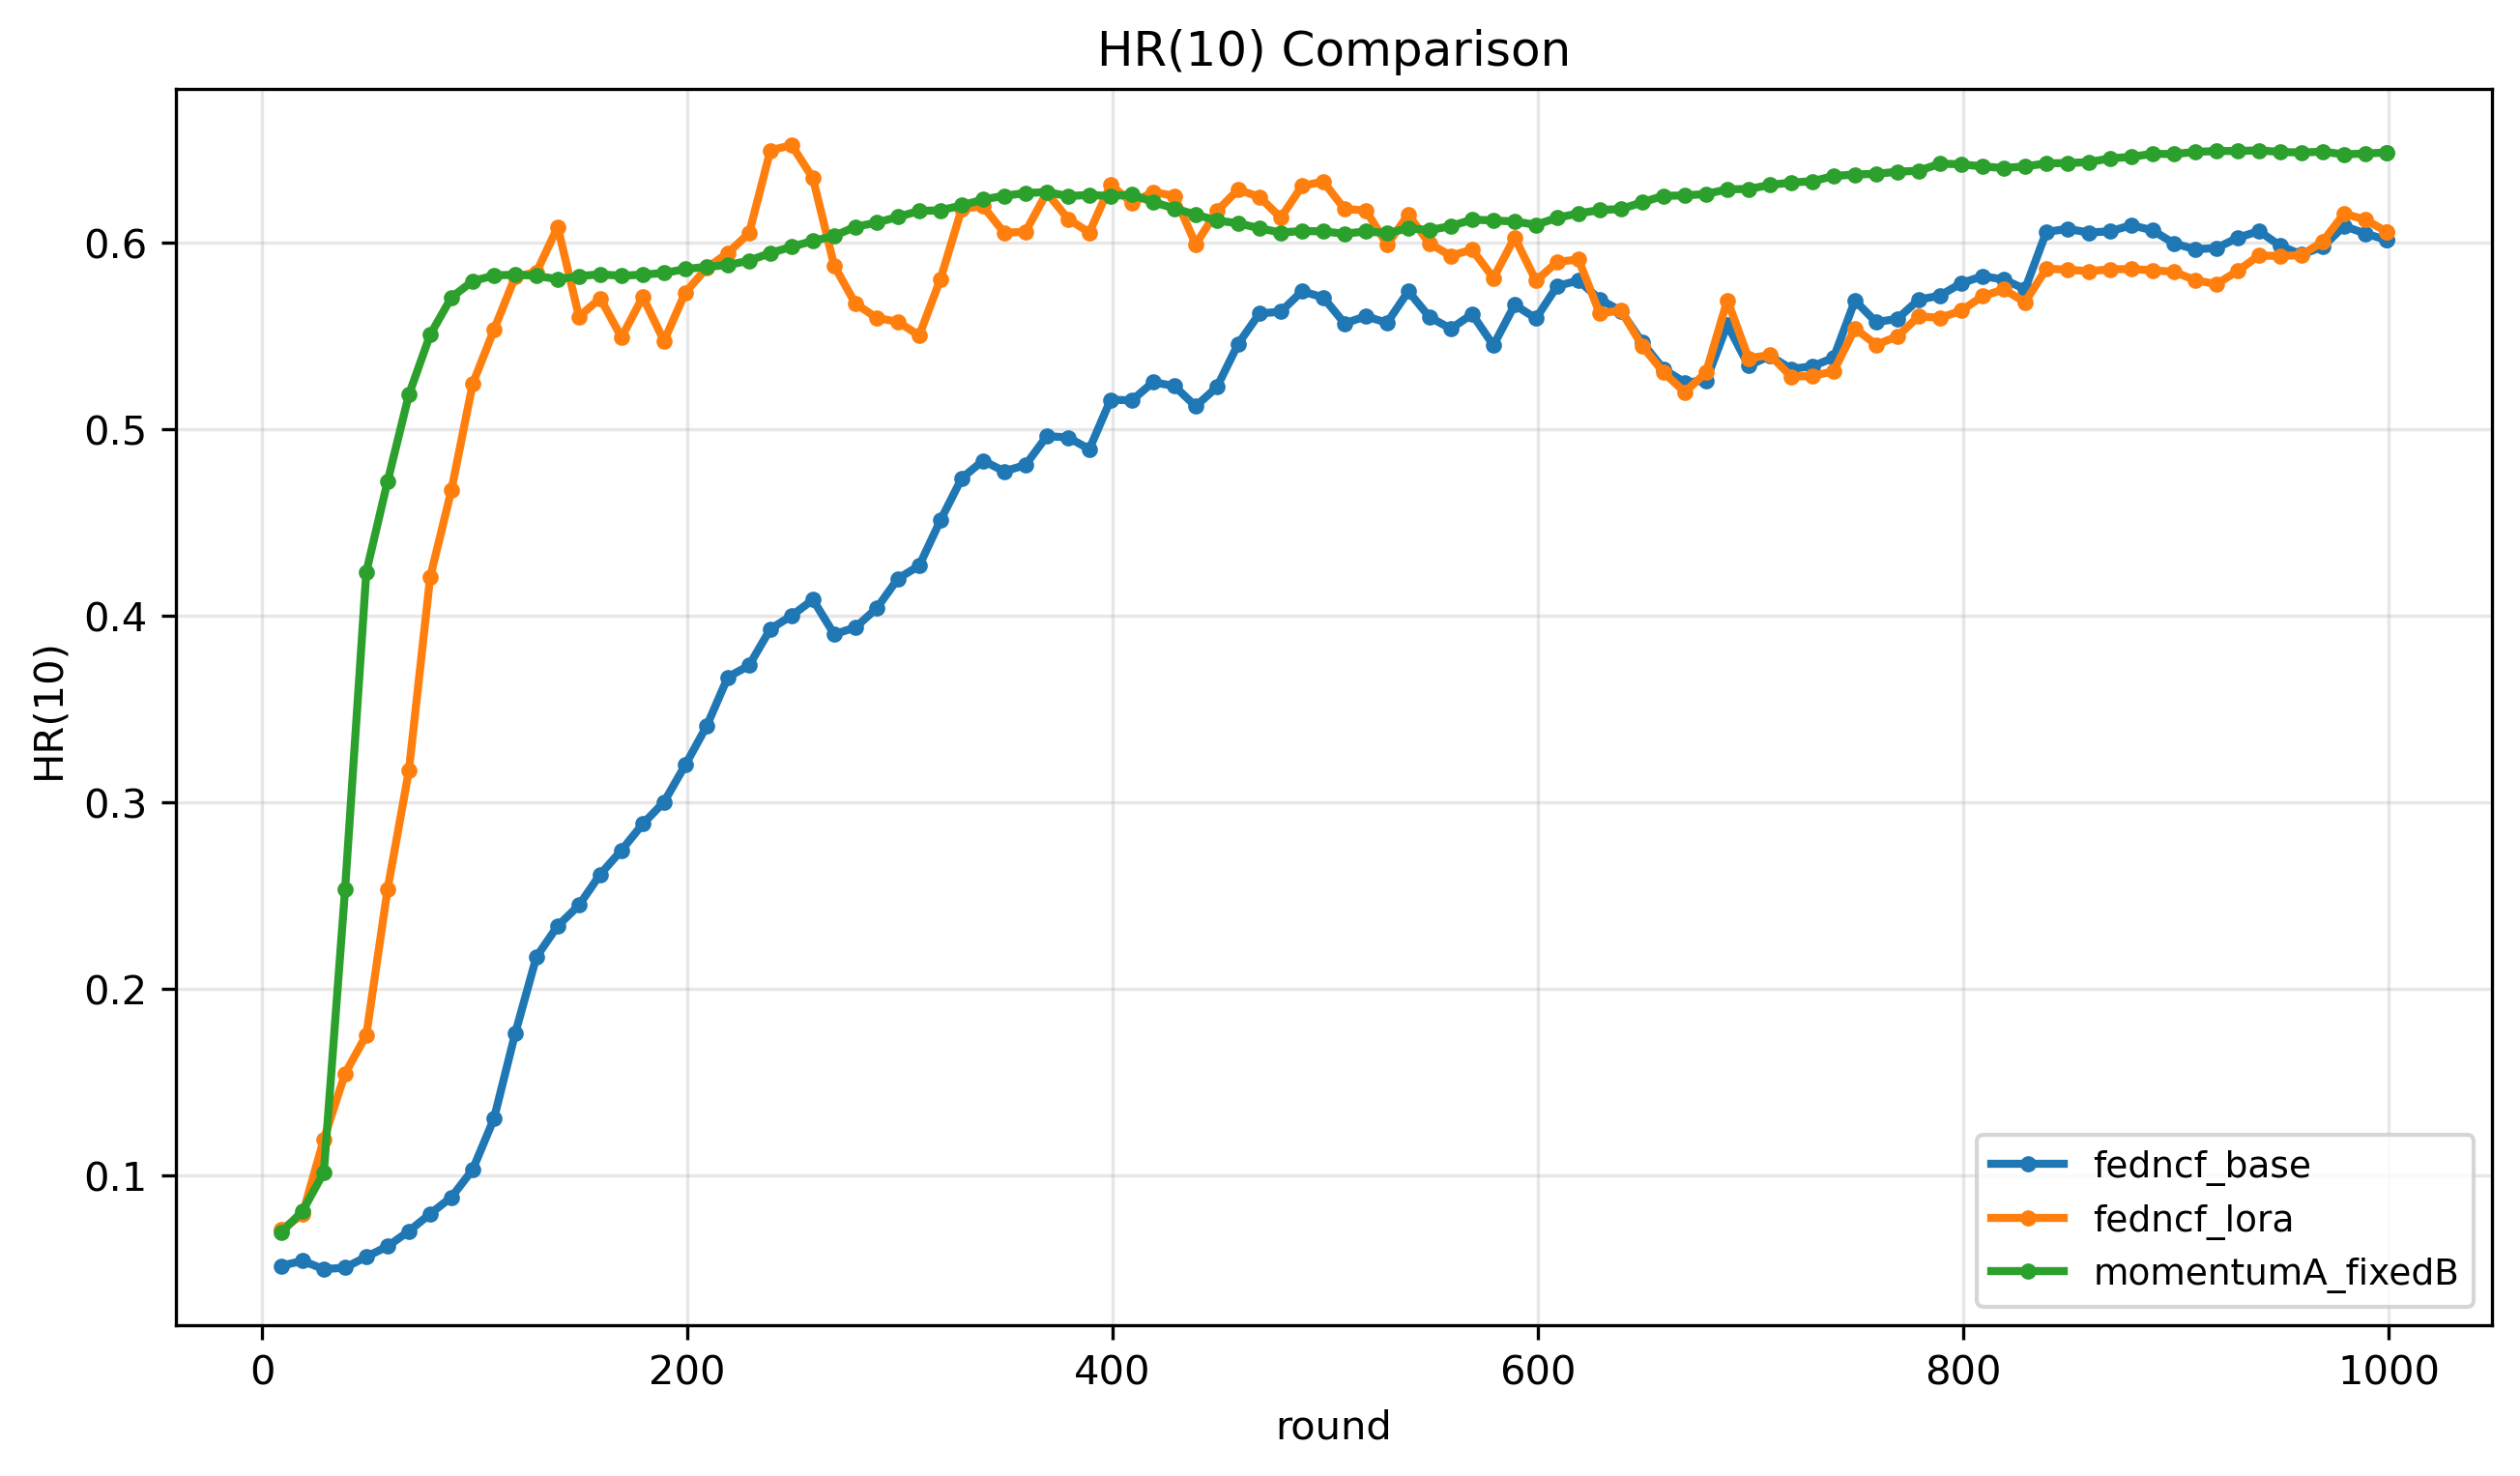 HR(10) Comparison
HR(10)
0.6
0.5
0.4
0.3
0.2
0.1
0 200 400 600 800 1000
round
fedncf_base
fedncf_lora
momentumA_fixedB